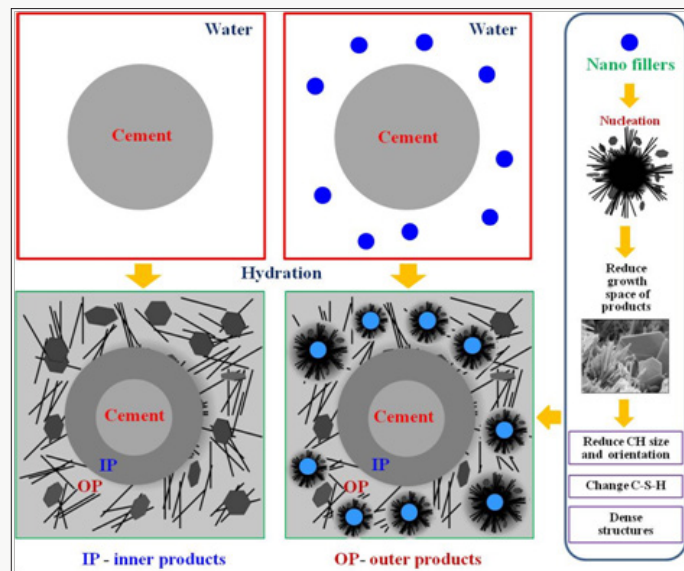 Water
Cement
Water
Cement
Hydration
Cement
IP
OP
Cement
IP
OP
IP - inner products
OP- outer products
Nano fillers
Nucleation
Reduce
growth
space of
products
Reduce CH size
and orientation
Change C-S-H
Dense
structures